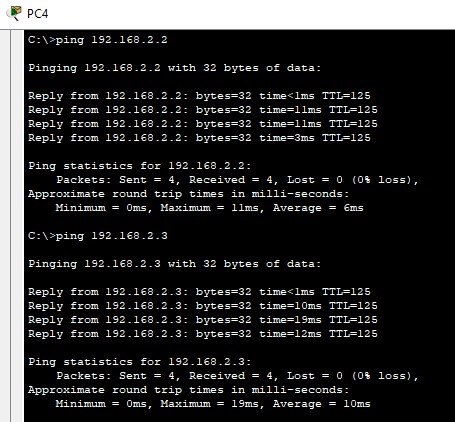 PC4
C:\>ping 192.168.2.2
Pinging 192.168.2.2 with 32 bytes of data:
Reply from 192.168.2.2: bytes=32 time<1ms TTL=125
Reply from 192.168.2.2: bytes=32 time=11ms TTL=125
Reply from 192.168.2.2: bytes=32 time=11ms TTL=125
Reply from 192.168.2.2: bytes=32 time=3ms TTL=125
Ping statistics for 192.168.2.2:
Packets: Sent = 4, Received = 4, Lost = 0 (0% loss),
Approximate round trip times in milli-seconds:
Minimum = 0ms, Maximum = 11ms, Average = 6ms
C:\>ping 192.168.2.3
Pinging 192.168.2.3 with 32 bytes of data:
Reply from 192.168.2.3: bytes=32 time<1ms TTL=125
Reply from 192.168.2.3: bytes=32 time=10ms TTL=125
Reply from 192.168.2.3: bytes=32 time=19ms TTL=125
Reply from 192.168.2.3: bytes=32 time=12ms TTL=125
Ping statistics for 192.168.2.3:
Packets: Sent = 4, Received = 4, Lost = 0 (0% loss),
Approximate round trip times in milli-seconds:
Minimum = 0ms, Maximum = 19ms, Average = 10ms